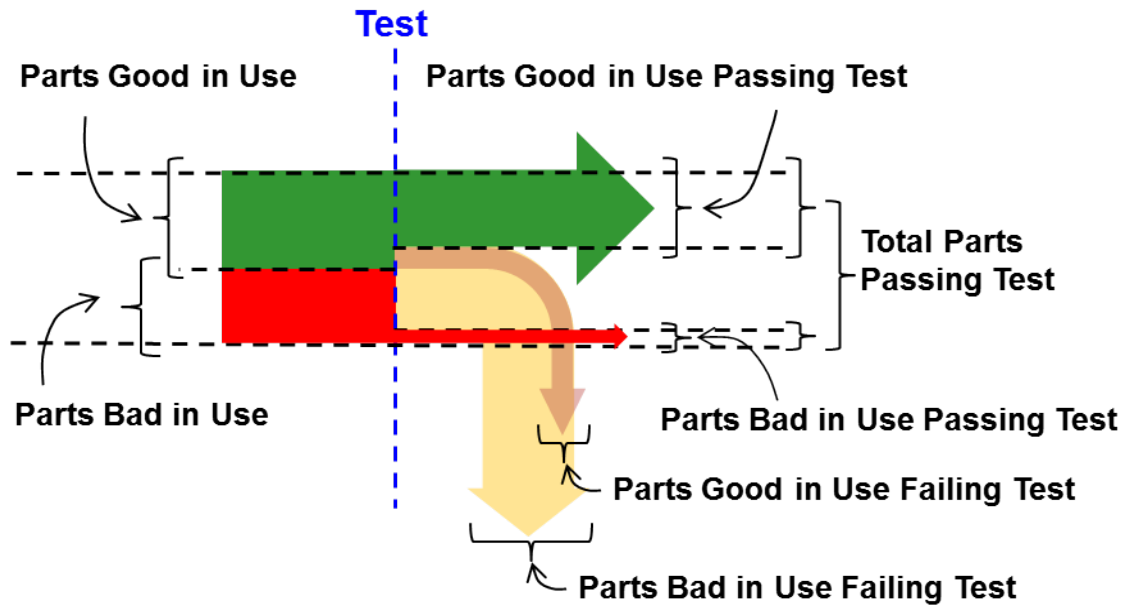 Test
Parts Good in Use
Parts Good in Use Passing Test
Total Parts
Passing Test
Parts Bad in Use
Parts Bad in Use Passing Test
Parts Good in Use Failing Test
Parts Bad in Use Failing Test